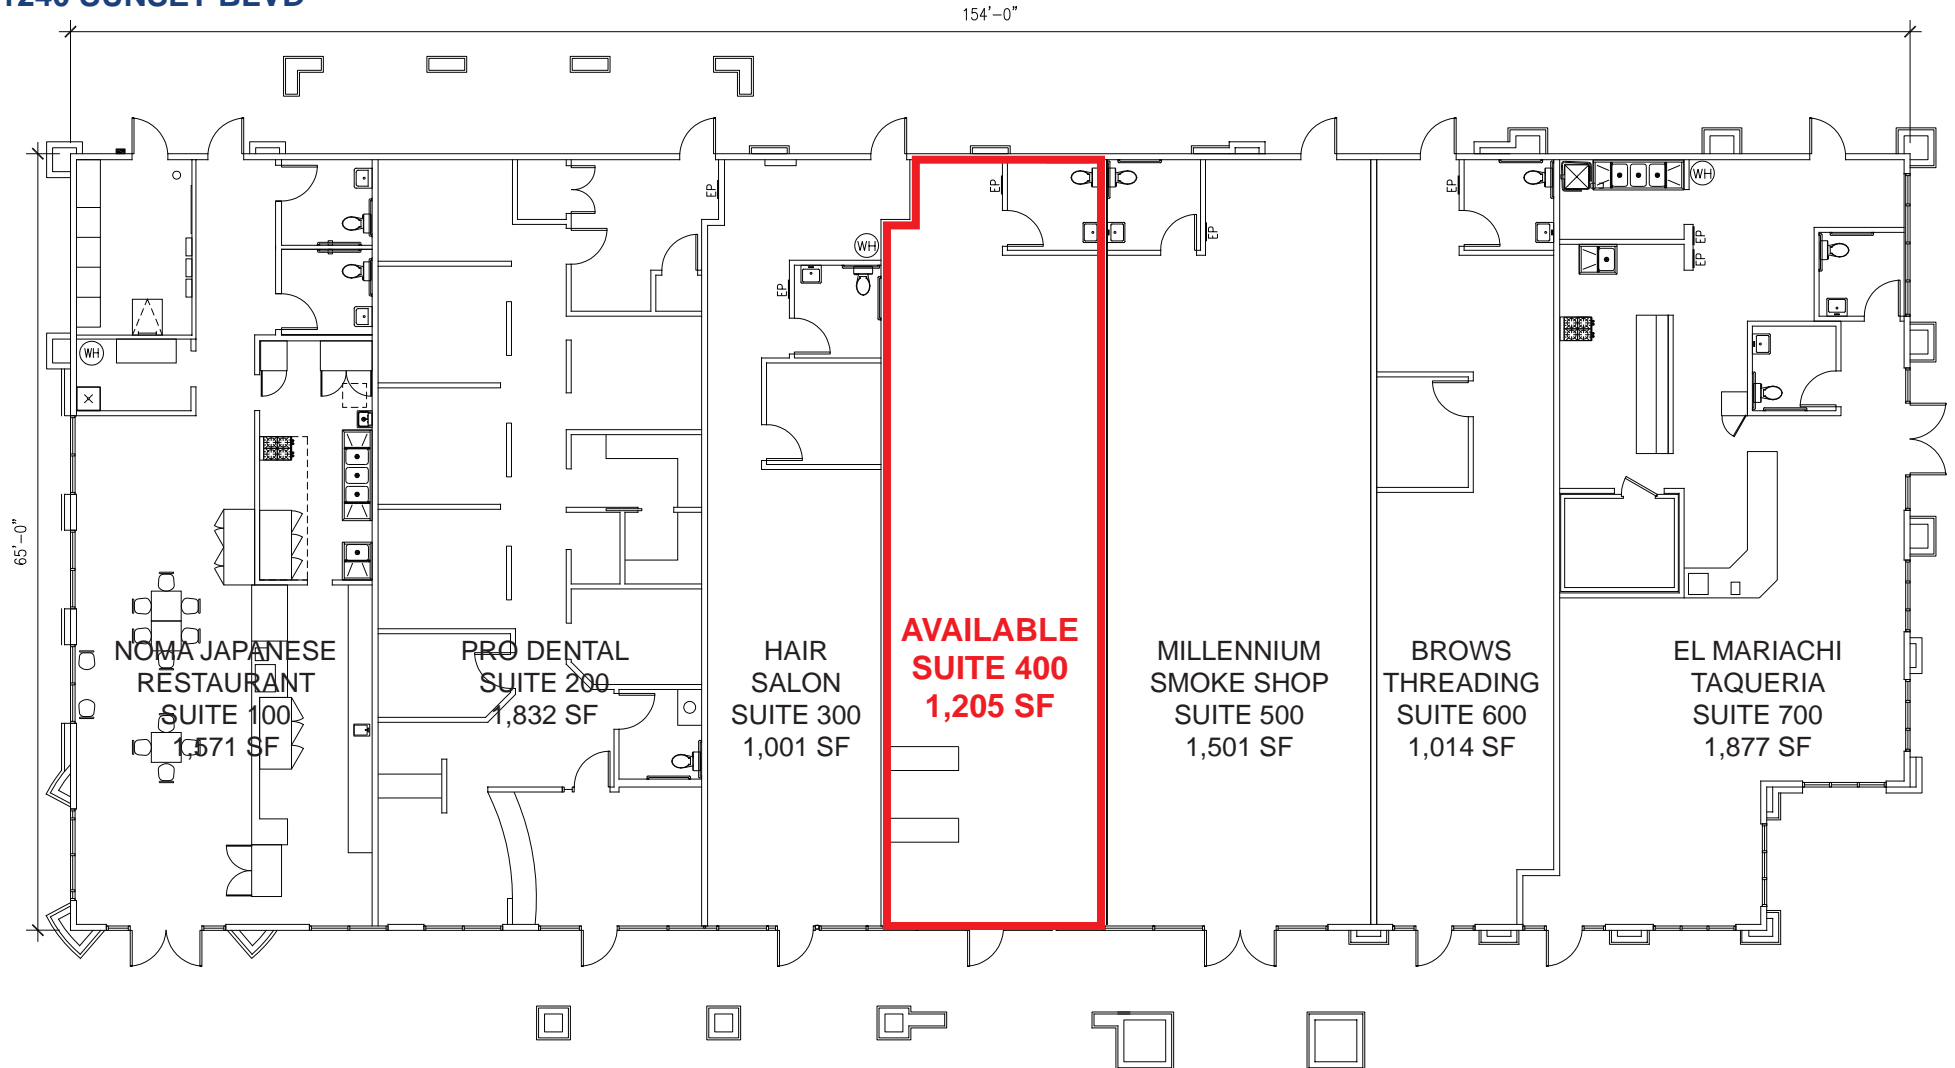 1240 SUNSET BLVD
154'-0"
65'-0"
EP
EP
EP
EP
WH
WH
EP
EP
EP
WH
NOMA JAPANESE
RESTAURANT
SUITE 100
1,571 SF
PRO DENTAL
SUITE 200
1,832 SF
HAIR
SALON
SUITE 300
1,001 SF
AVAILABLE
SUITE 400
1,205 SF
MILLENNIUM
SMOKE SHOP
SUITE 500
1,501 SF
BROWS
THREADING
SUITE 600
1,014 SF
EL MARIACHI
TAQUERIA
SUITE 700
1,877 SF